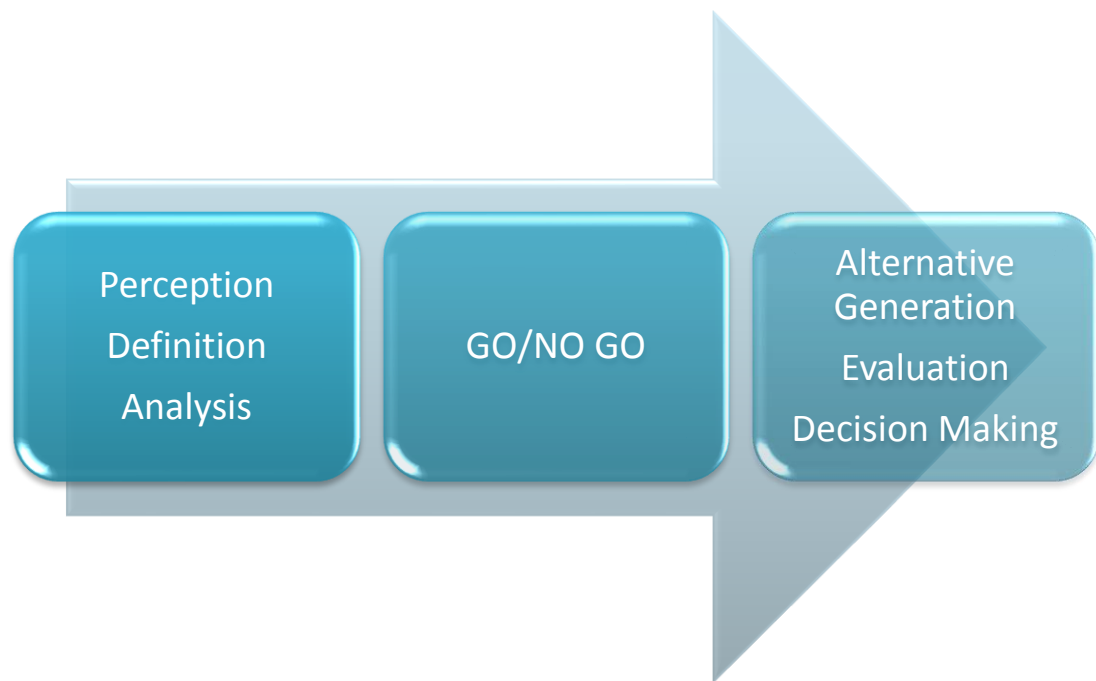 Perception
Definition
Analysis
GO/NO GO
Alternative
Generation
Evaluation
Decision Making